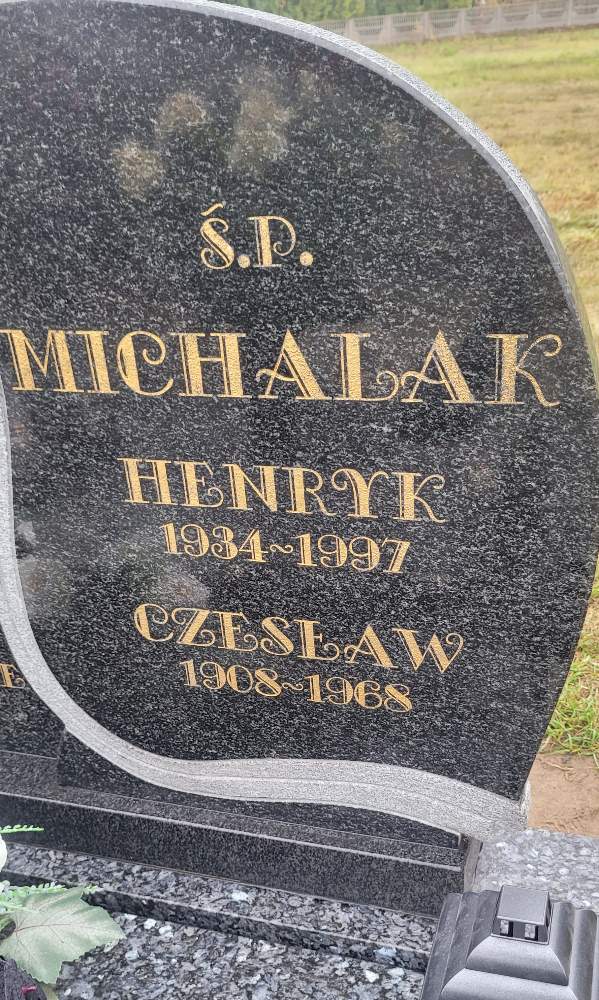 Ś.P.
MICHALAK
HENRYK
1934~1997
CZESŁAW
1908~1968